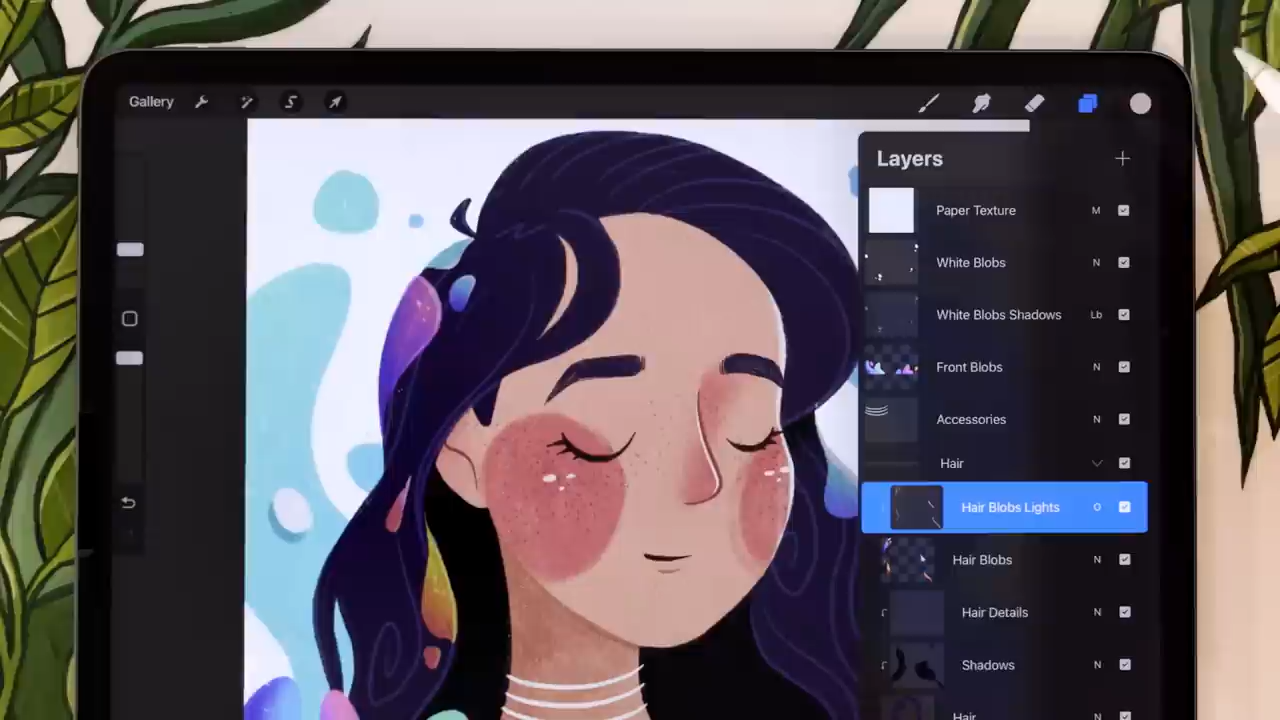 Gallery
Layers
Paper Texture M
White Blobs N
White Blobs Shadows Lb
Front Blobs N
Accessories N
Hair
Hair Blobs Lights O
Hair Blobs N
Hair Details N
Shadows N
Hair N